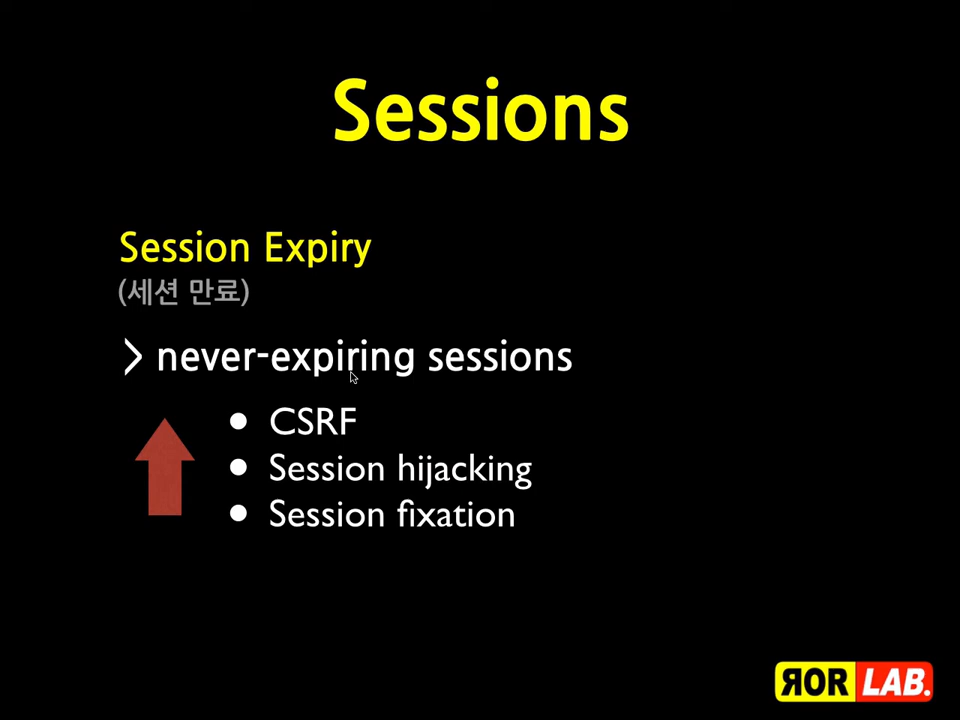 Sessions
Session Expiry
(세션 만료)
> never-expiring sessions
• CSRF
• Session hijacking
• Session fixation
ЯOR LAB.